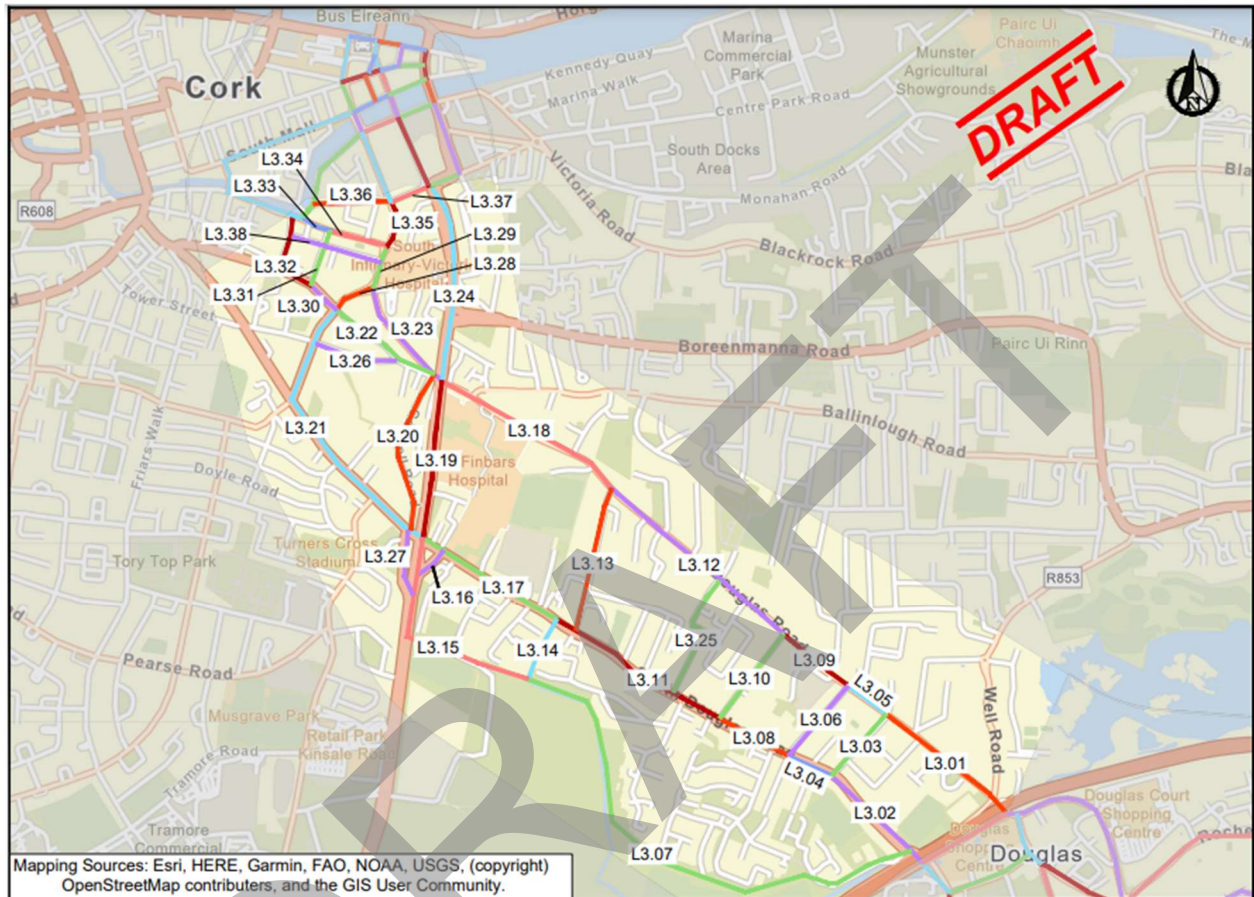 Bus Eireann
Cork
Kennedy Quay
Marina Walk
Marina
Commercial
Park
Pairc Ui
Chaoimh
Munster
Agricultural
Showgrounds
Centre Park Road
DRAFT
N
South Mall
South Docks
Area
Monahan Road
Victoria Road
Blackrock Road
R608
L3.34
L3.33
L3.36
L3.37
L3.35
L3.38
L3.29
South
Hospital
L3.28
L3.32
L3.31
L3.30
L3.24
Tower Street
L3.22
L3.23
L3.26
Boreenmanna Road
Pairc Ui Rinn
Ballinlough Road
Friars Walk
L3.21
L3.20
L3.18
L3.19
Finbars
Hospital
Doyle Road
Turners Cross
Stadium
Tory Top Park
L3.27
L3.16
L3.17
L3.13
L3.12
R853
Douglas Road
L3.25
L3.14
L3.15
L3.11
L3.10
L3.09
L3.05
L3.06
L3.08
L3.03
L3.04
L3.01
L3.02
L3.07
Well Road
Pearse Road
Musgrave Park
Retail Park
Kinsale Road
Tramore Road
Tramore
Commercial
Douglas Court
Shopping
Centre
Douglas
Shopping
Centre
Douglas
DRAFT
Mapping Sources: Esri, HERE, Garmin, FAO, NOAA, USGS, (copyright)
OpenStreetMap contributers, and the GIS User Community.